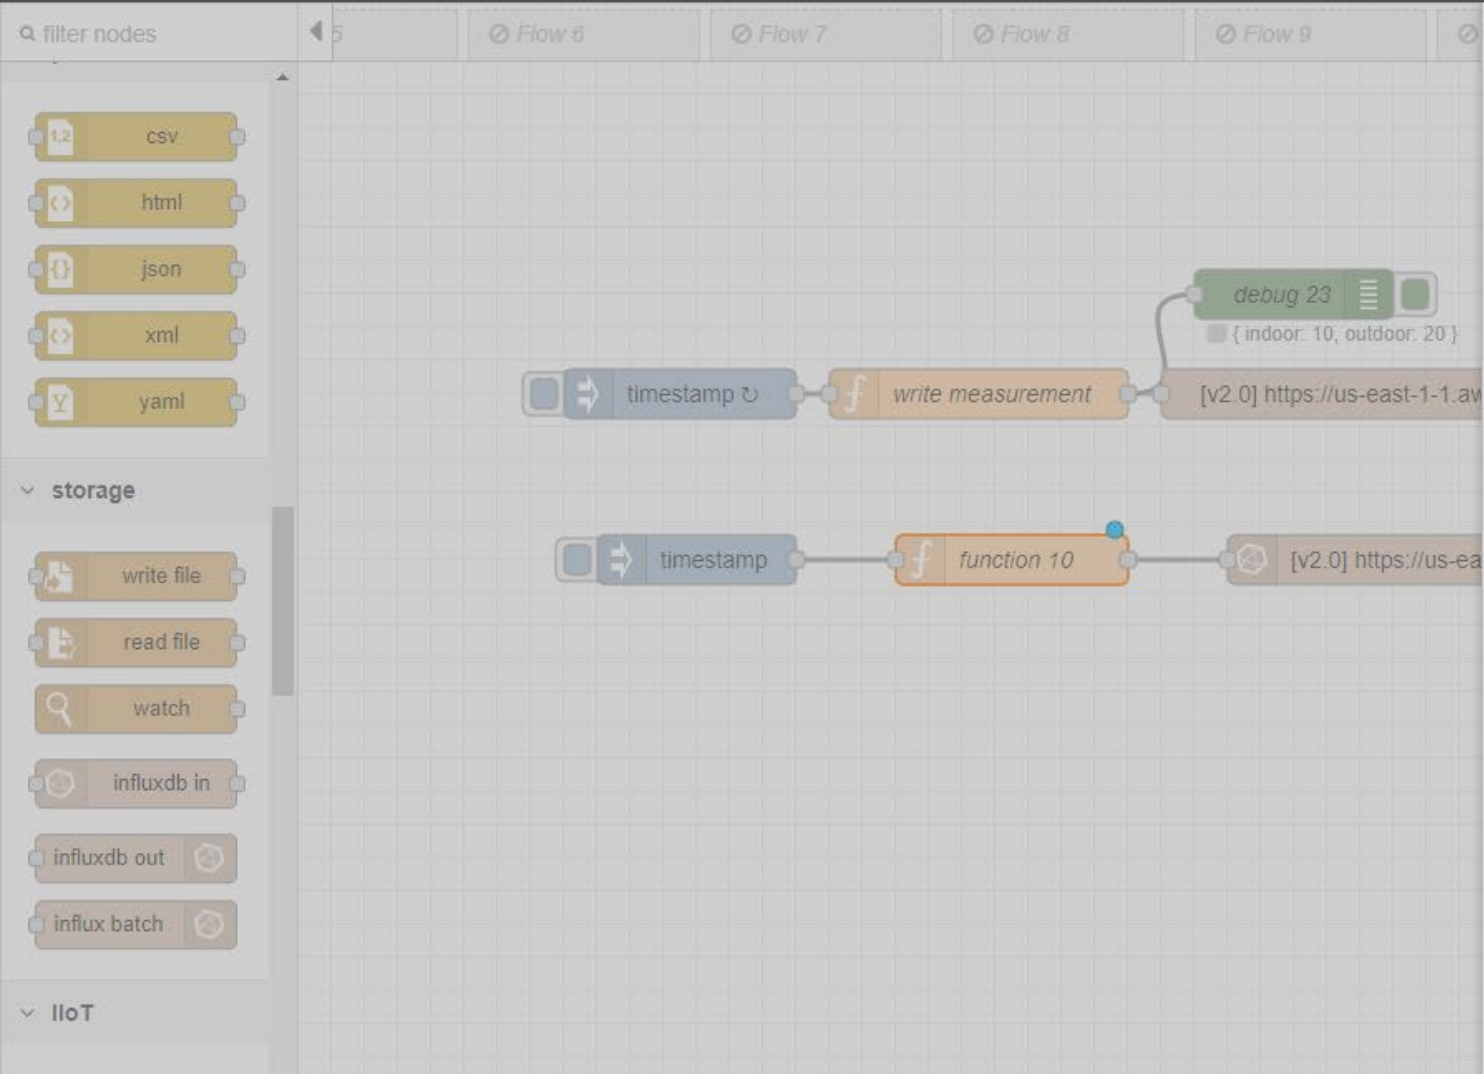 filter nodes
5
Flow 6
Flow 7
Flow 8
Flow 9
1,2
csv
html
json
xml
yaml
storage
write file
read file
watch
influxdb in
influxdb out
influx batch
IIoT
debug 23
{ indoor: 10, outdoor: 20 }
timestamp ↻
write measurement
[v2.0] https://us-east-1-1.aw
timestamp
function 10
[v2.0] https://us-ea